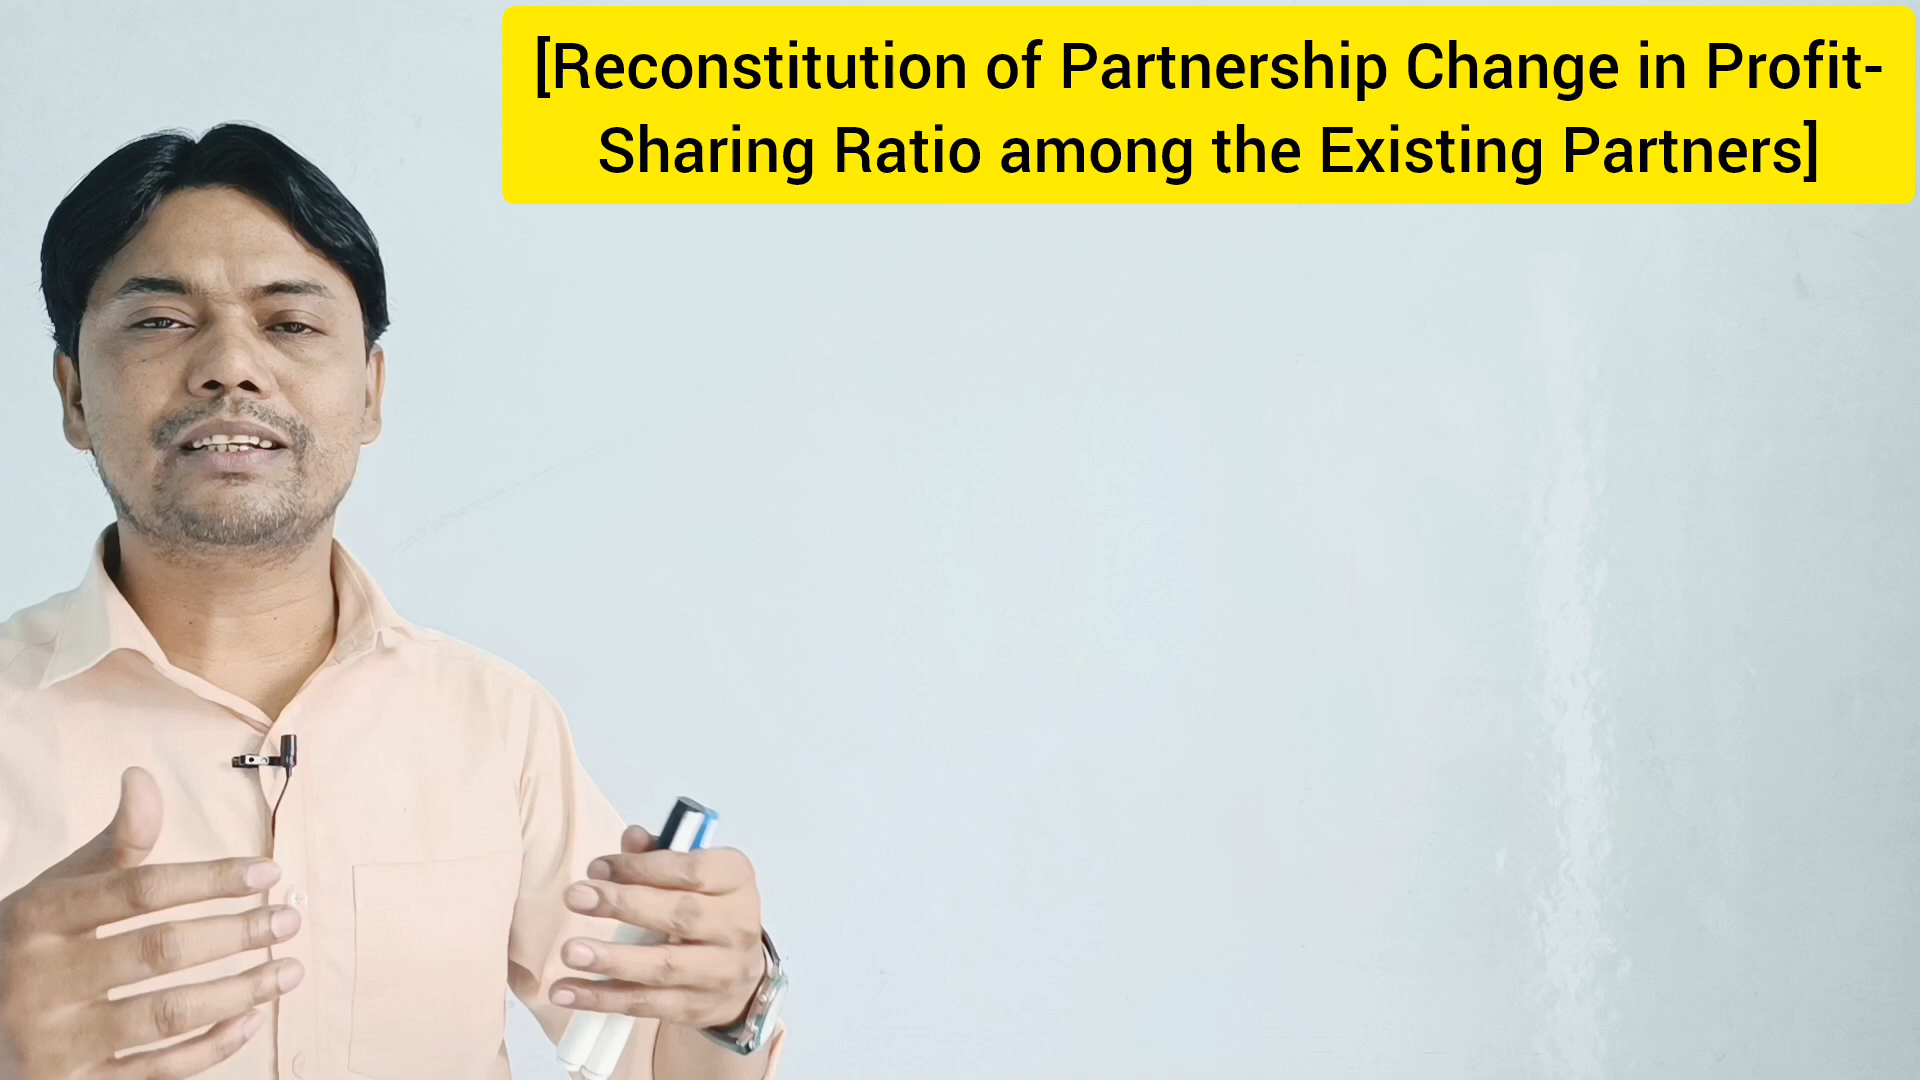 [Reconstitution of Partnership Change in Profit-
Sharing Ratio among the Existing Partners]